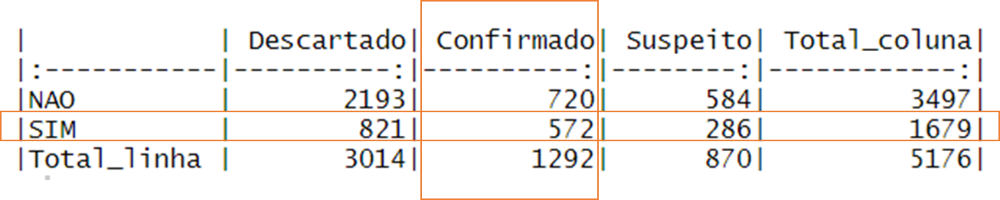 |            | Descartado| Confirmado| Suspeito| Total_coluna|
|:-----------|----------:|----------:|--------:|------------:|
|NAO         |       2193|        720|      584|         3497|
|SIM         |        821|        572|      286|         1679|
|Total_linha |       3014|       1292|      870|         5176|